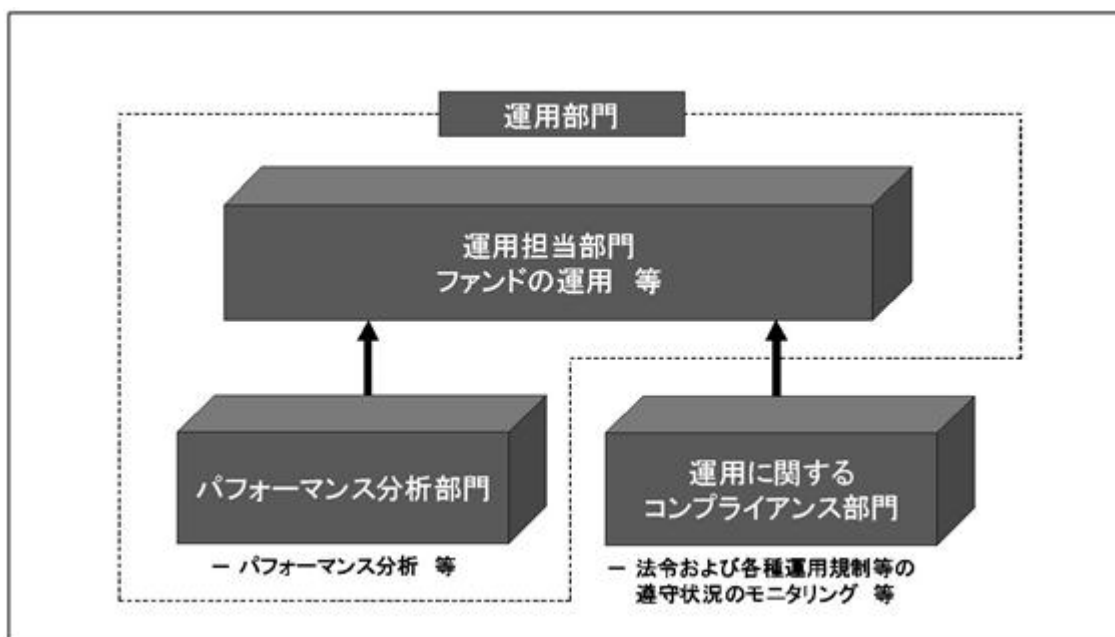 運用部門
運用担当部門
ファンドの運用 等
パフォーマンス分析部門
－ パフォーマンス分析 等
運用に関する
コンプライアンス部門
－ 法令および各種運用規制等の
遵守状況のモニタリング 等